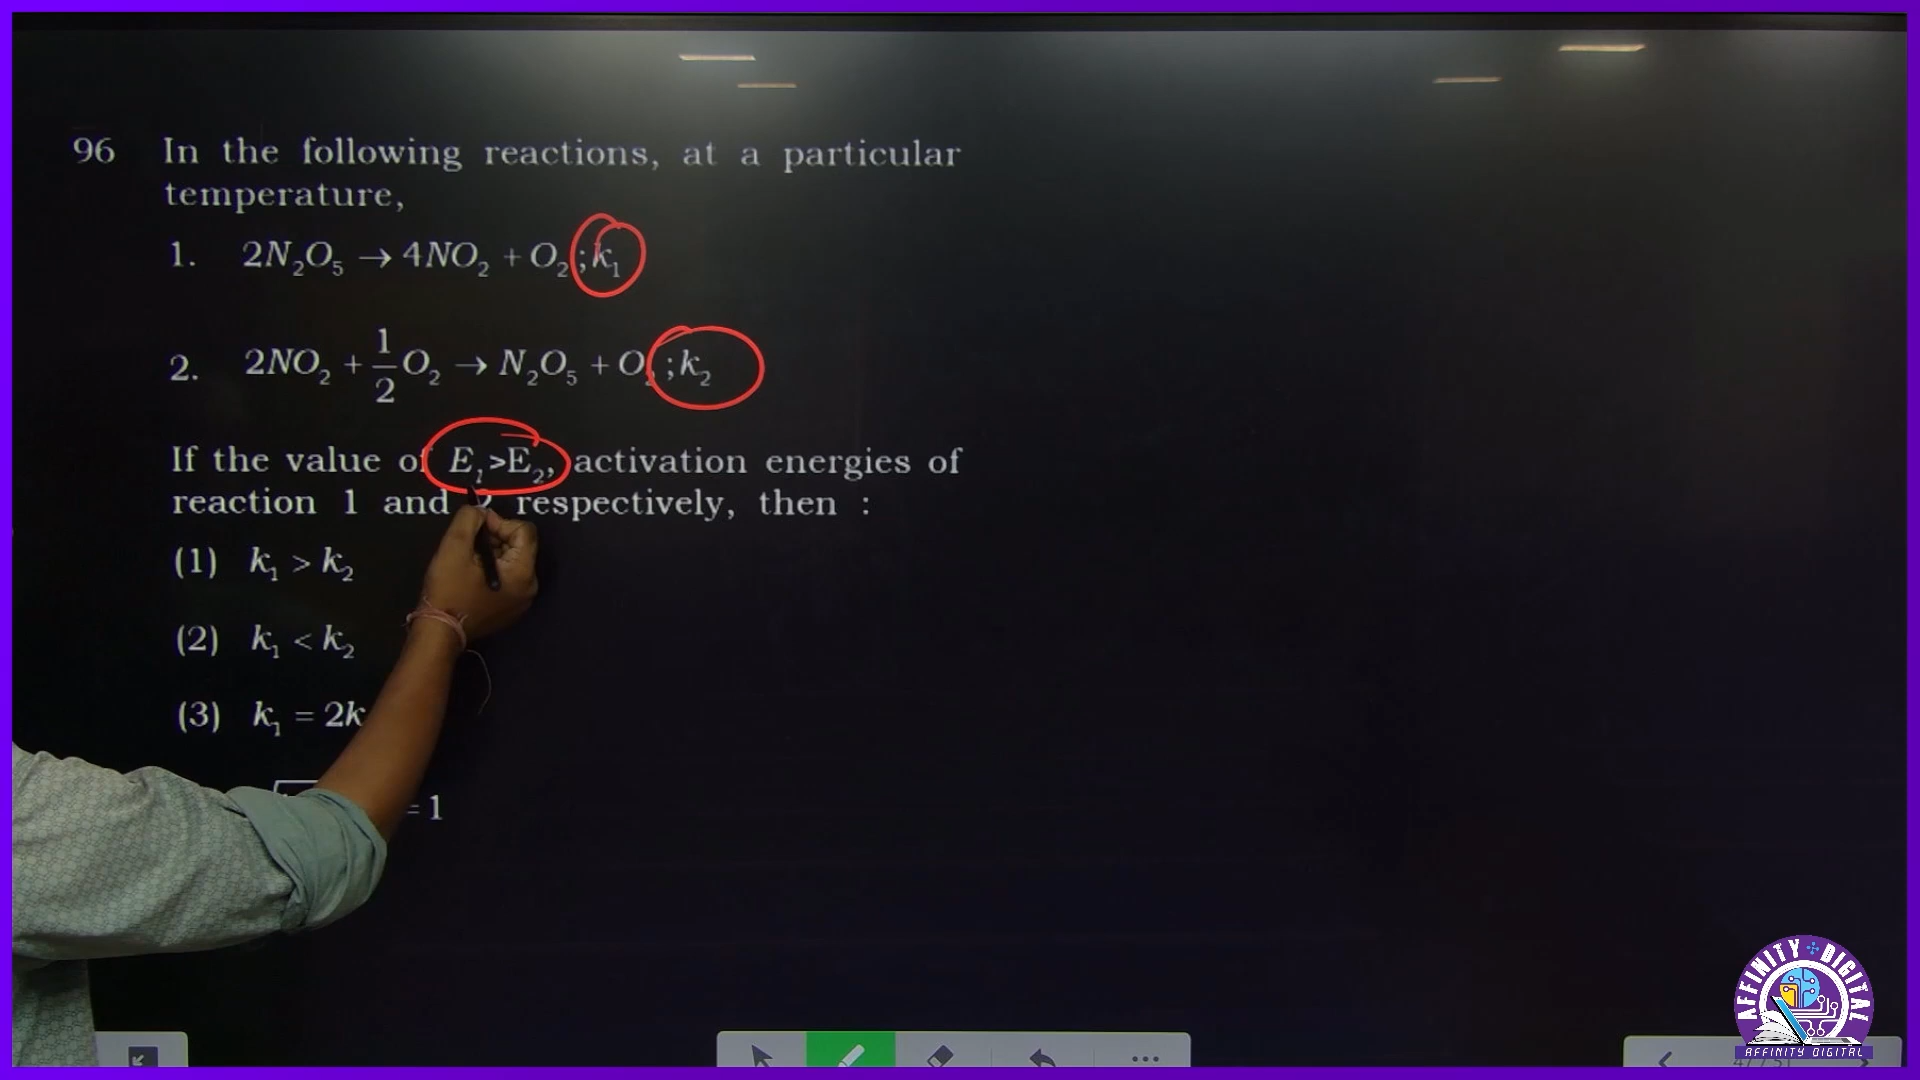 96 In the following reactions, at a particular
temperature,
1. 2N₂O₅ → 4NO₂ + O₂ ; k₁
2. 2NO₂ + 1/2 O₂ → N₂O₅ + O₂ ; k₂
If the value of E₁>E₂, activation energies of
reaction 1 and 2 respectively, then :
(1) k₁ > k₂
(2) k₁ < k₂
(3) k₁ = 2k
= 1
AFFINITY DIGITAL
AFFINITY DIGITAL